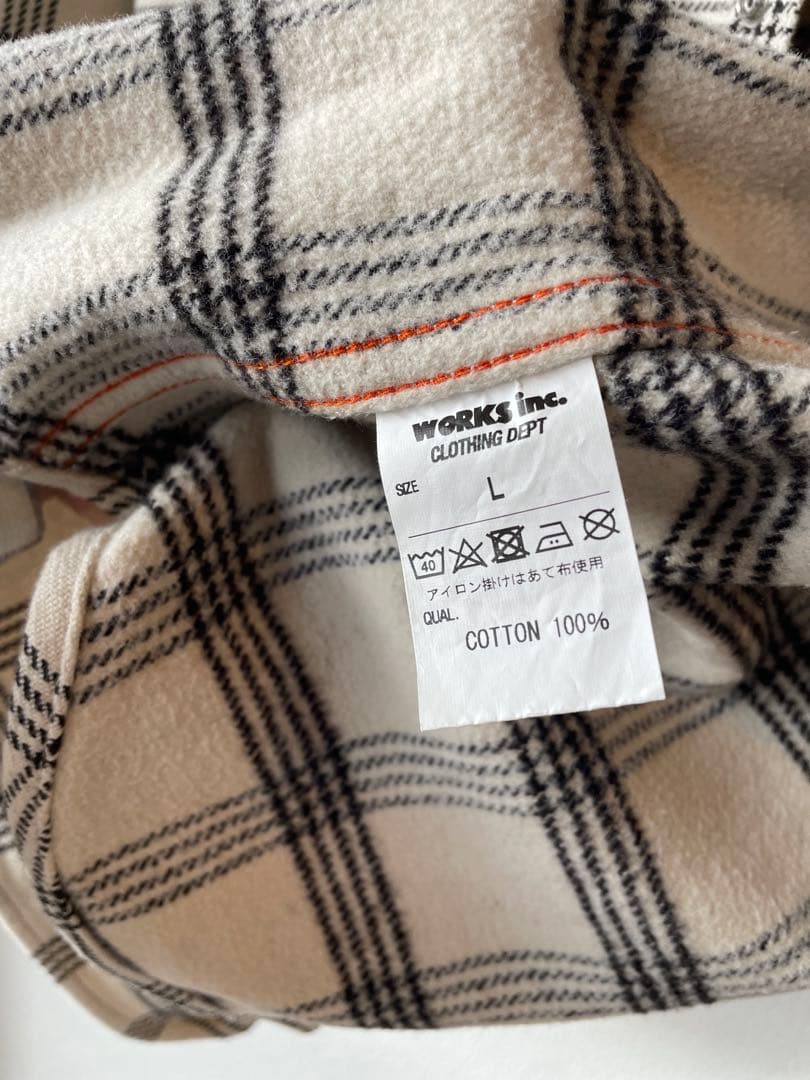 WORKS inc.
CLOTHING DEPT
SIZE L
40
アイロン掛けはあて布使用
QUAL.
COTTON 100%